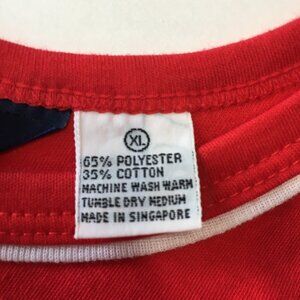 XL
65% POLYESTER
35% COTTON
MACHINE WASH WARM
TUMBLE DRY MEDIUM
MADE IN SINGAPORE